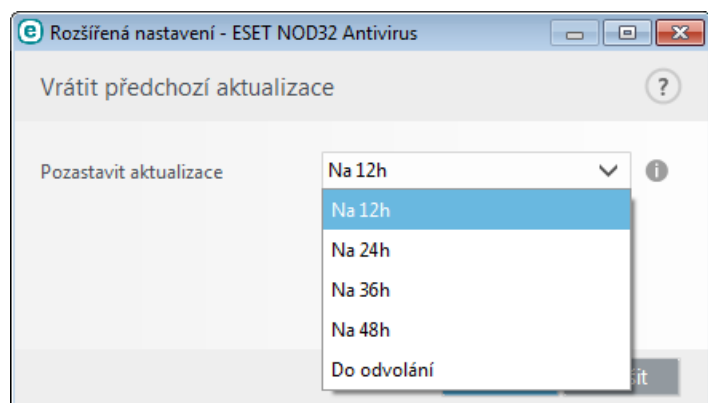 Rozšířená nastavení - ESET NOD32 Antivirus
Vrátit předchozí aktualizace
?
Pozastavit aktualizace
Na 12h
i
Na 12h
Na 24h
Na 36h
Na 48h
Do odvolání